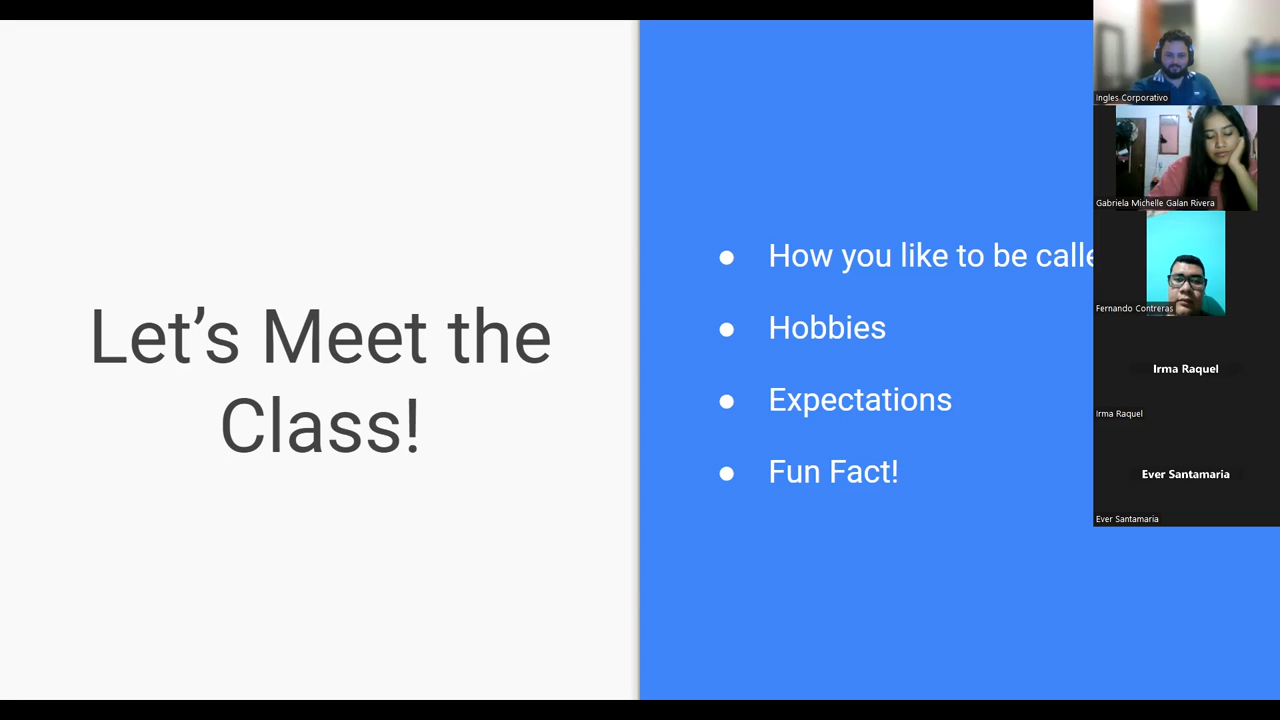 Let's Meet the
Class!
● How you like to be calle
● Hobbies
● Expectations
● Fun Fact!
Ingles Corporativo
Gabriela Michelle Galan Rivera
Fernando Contreras
Irma Raquel
Irma Raquel
Ever Santamaria
Ever Santamaria